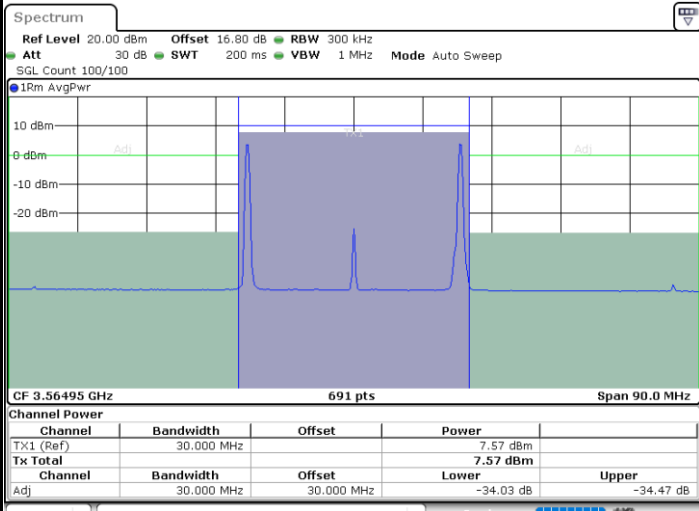 Spectrum
Ref Level 20.00 dBm Offset 16.80 dB RBW 300 kHz
Att 30 dB SWT 200 ms VBW 1 MHz Mode Auto Sweep
SGL Count 100/100
1Rm AvgPwr
10 dBm
TX1
Adj Adj
0 dBm
-10 dBm
-20 dBm
CF 3.56495 GHz 691 pts Span 90.0 MHz
Channel Power
Channel Bandwidth Offset Power
TX1 (Ref) 30.000 MHz 7.57 dBm
Tx Total 7.57 dBm
Channel Bandwidth Offset Lower Upper
Adj 30.000 MHz 30.000 MHz -34.03 dB -34.47 dB